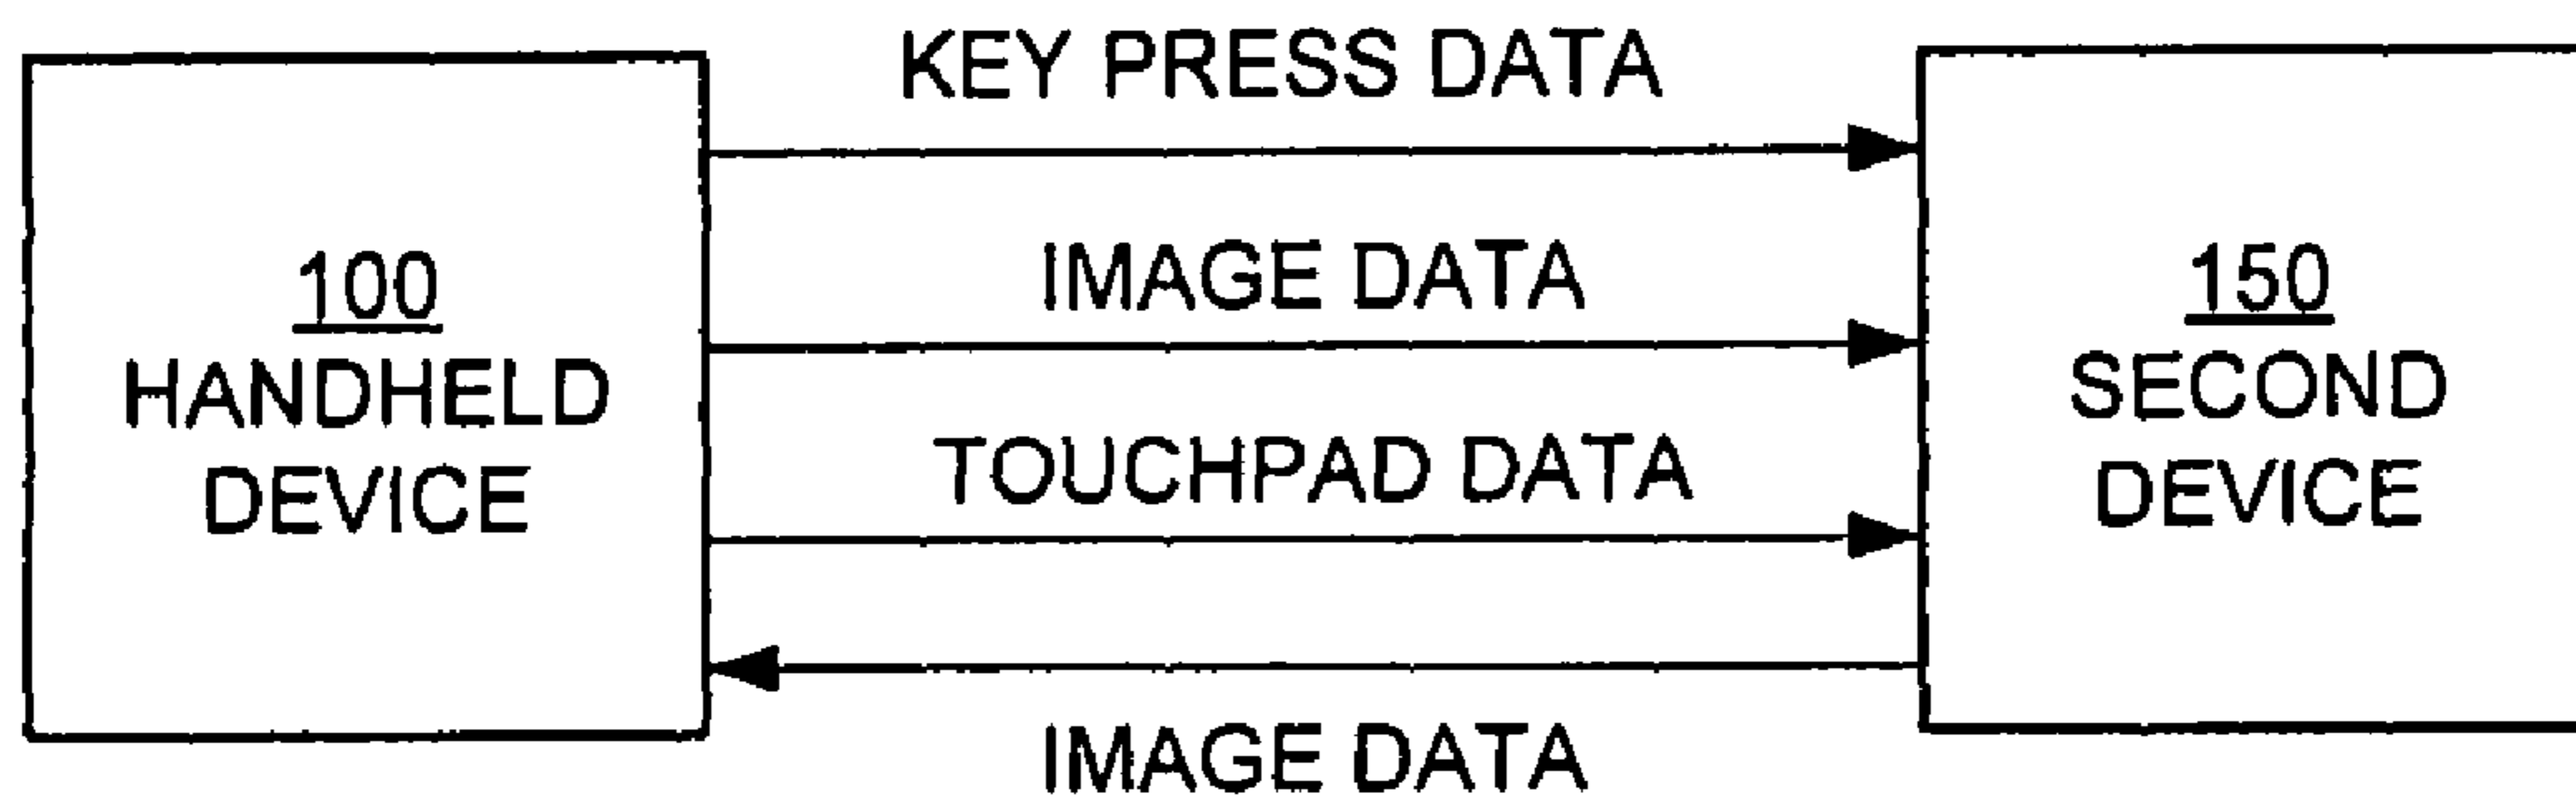 KEY PRESS DATA
100
HANDHELD
DEVICE
IMAGE DATA
TOUCHPAD DATA
IMAGE DATA
150
SECOND
DEVICE